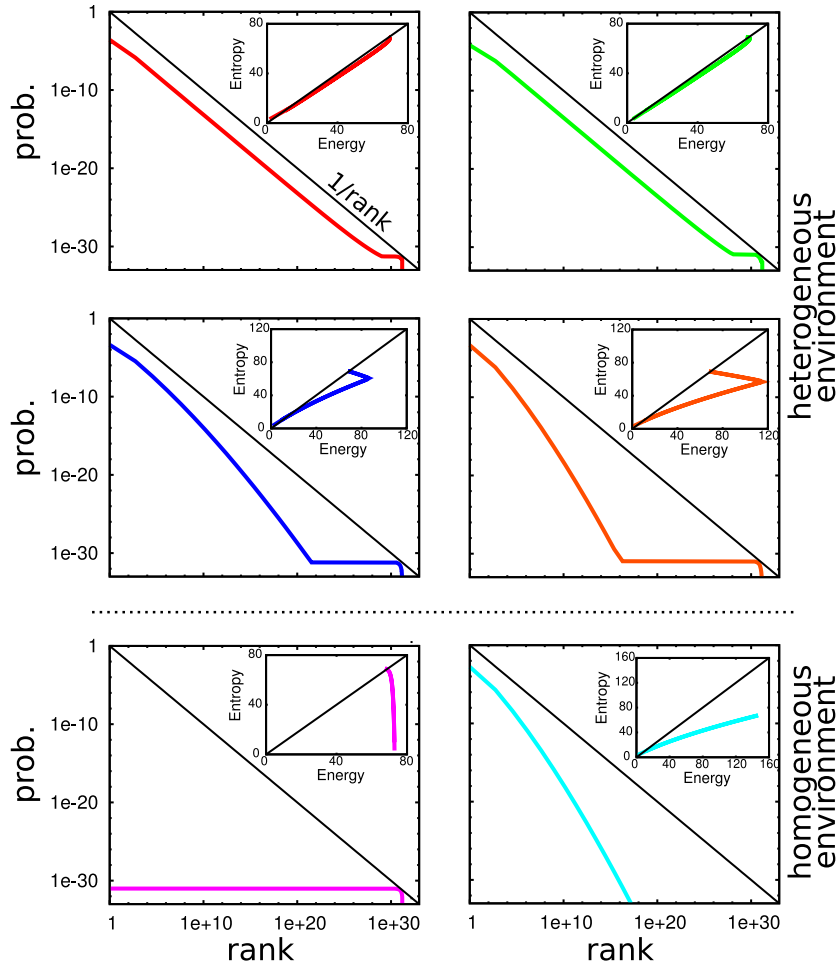 1
1e-10
1e-20
1e-30
prob.
1/rank
80
40
0
Entropy
0
40
80
Energy
80
40
0
Entropy
0
40
80
Energy
heterogeneous
environment
1
1e-10
1e-20
1e-30
prob.
120
80
40
0
Entropy
0
40
80
120
Energy
120
80
40
0
Entropy
0
40
80
120
Energy
1
1e-10
1e-20
1e-30
prob.
80
40
0
Entropy
0
40
80
Energy
1
1e+10
1e+20
1e+30
rank
160
120
80
40
0
Entropy
0
40
80
120
160
Energy
1
1e+10
1e+20
1e+30
rank
homogeneous
environment